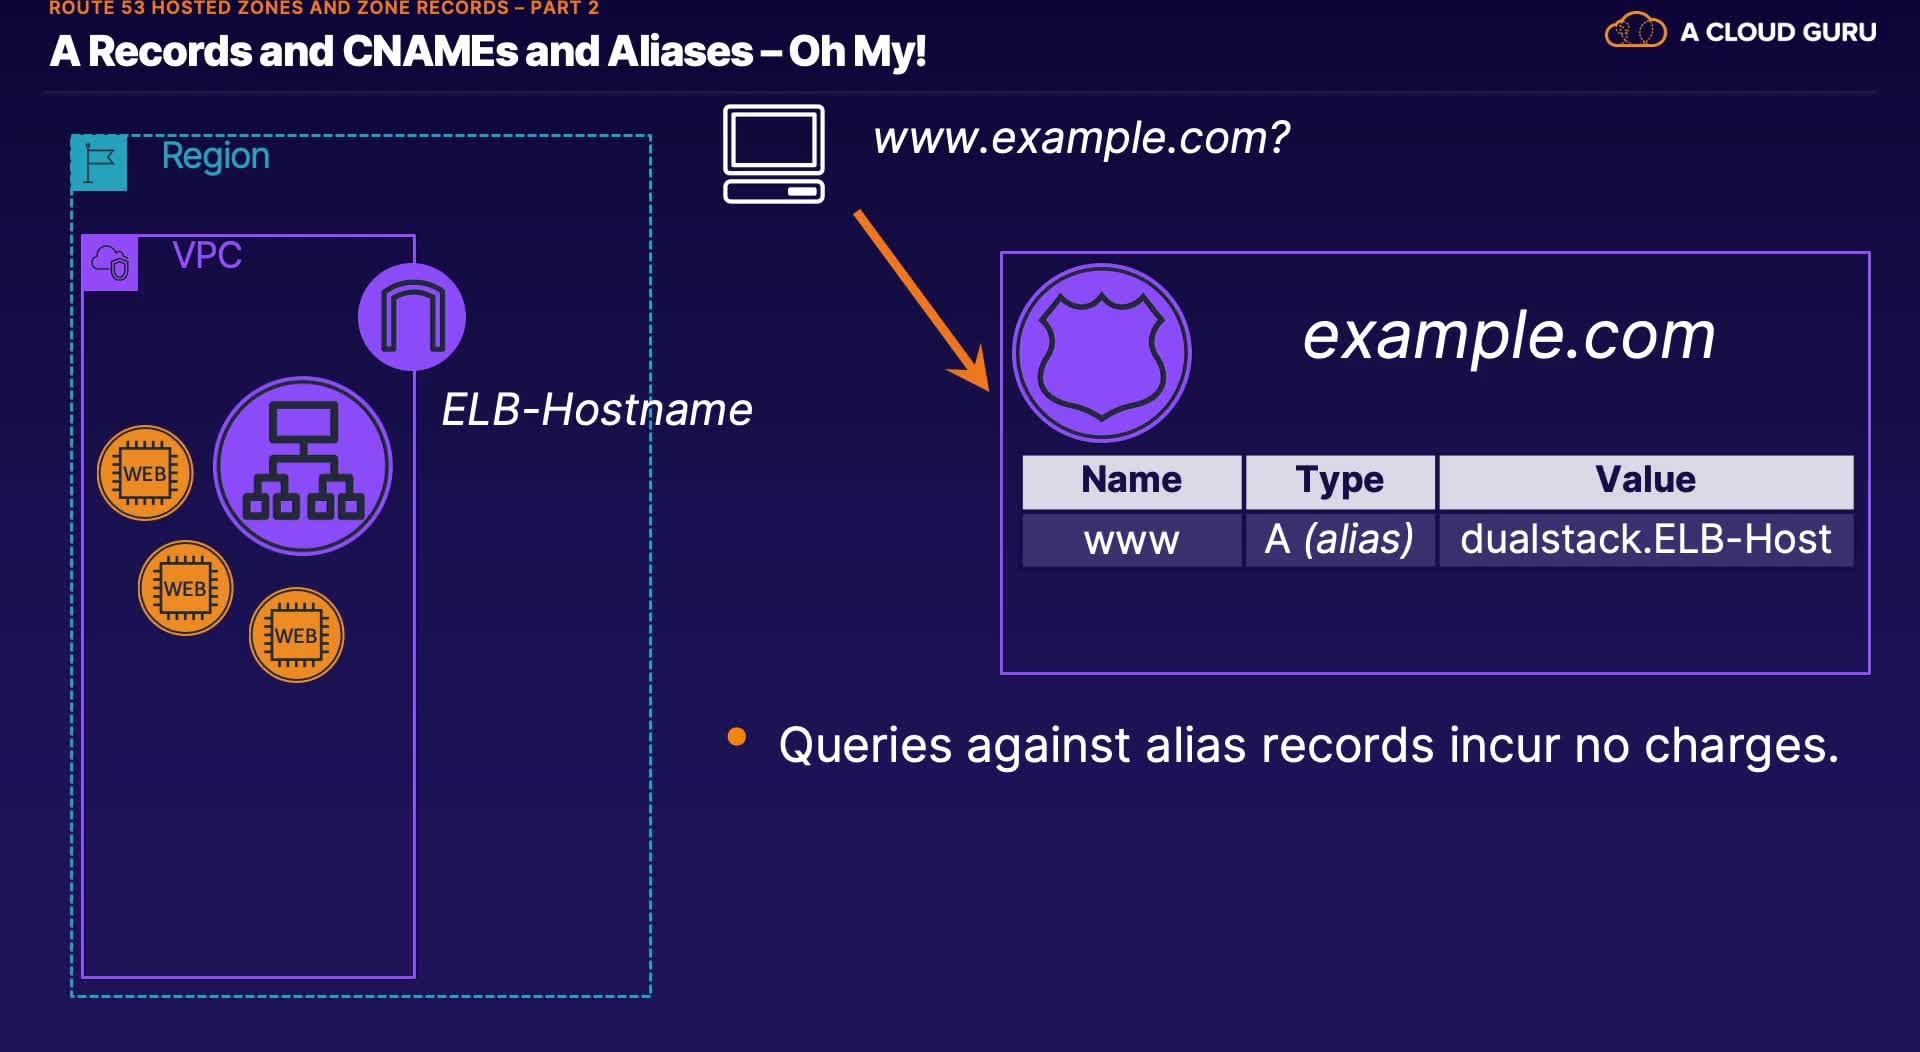 ROUTE 53 HOSTED ZONES AND ZONE RECORDS – PART 2
A Records and CNAMEs and Aliases – Oh My!
A CLOUD GURU
Region
VPC
ELB-Hostname
WEB
WEB
WEB
www.example.com?
example.com
Name Type Value
www A (alias) dualstack.ELB-Host
• Queries against alias records incur no charges.